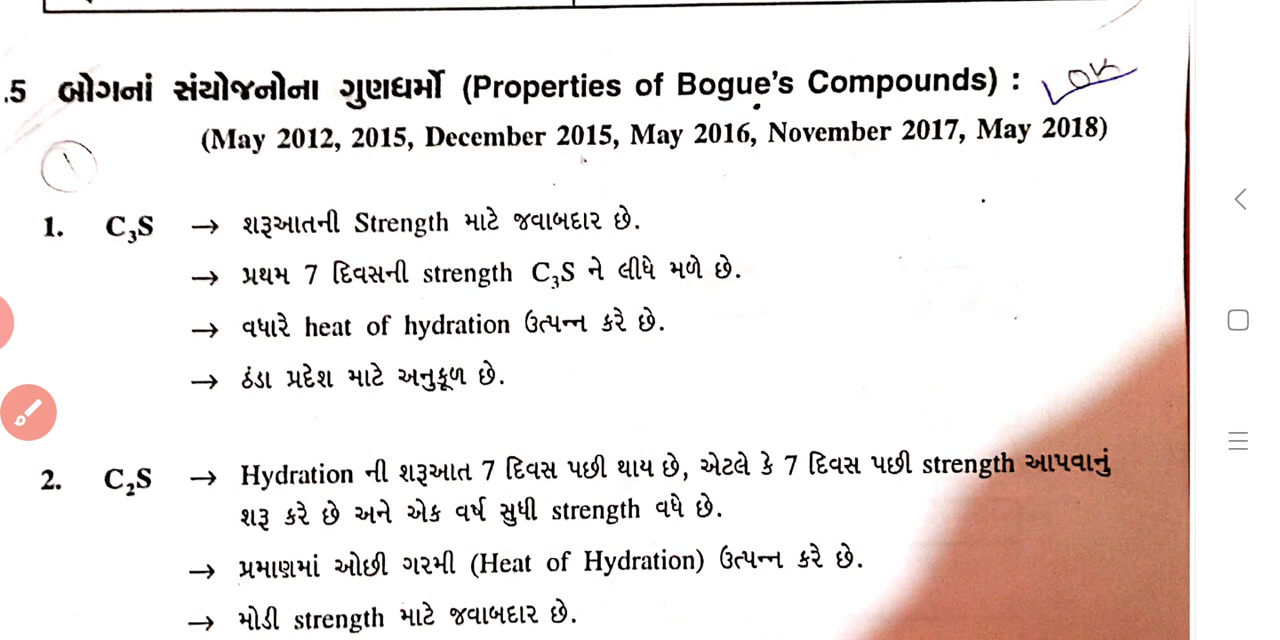 .5 બોગનાં સંયોજનોના ગુણધર્મો (Properties of Bogue's Compounds) : OK
(May 2012, 2015, December 2015, May 2016, November 2017, May 2018)
1. C₃S → શરૂઆતની Strength માટે જવાબદાર છે.
→ પ્રથમ 7 દિવસની strength C₃S ને લીધે મળે છે.
→ વધારે heat of hydration ઉત્પન્ન કરે છે.
→ ઠંડા પ્રદેશ માટે અનુકૂળ છે.
2. C₂S → Hydration ની શરૂઆત 7 દિવસ પછી થાય છે, એટલે કે 7 દિવસ પછી strength આપવાનું
શરૂ કરે છે અને એક વર્ષ સુધી strength વધે છે.
→ પ્રમાણમાં ઓછી ગરમી (Heat of Hydration) ઉત્પન્ન કરે છે.
→ મોડી strength માટે જવાબદાર છે.